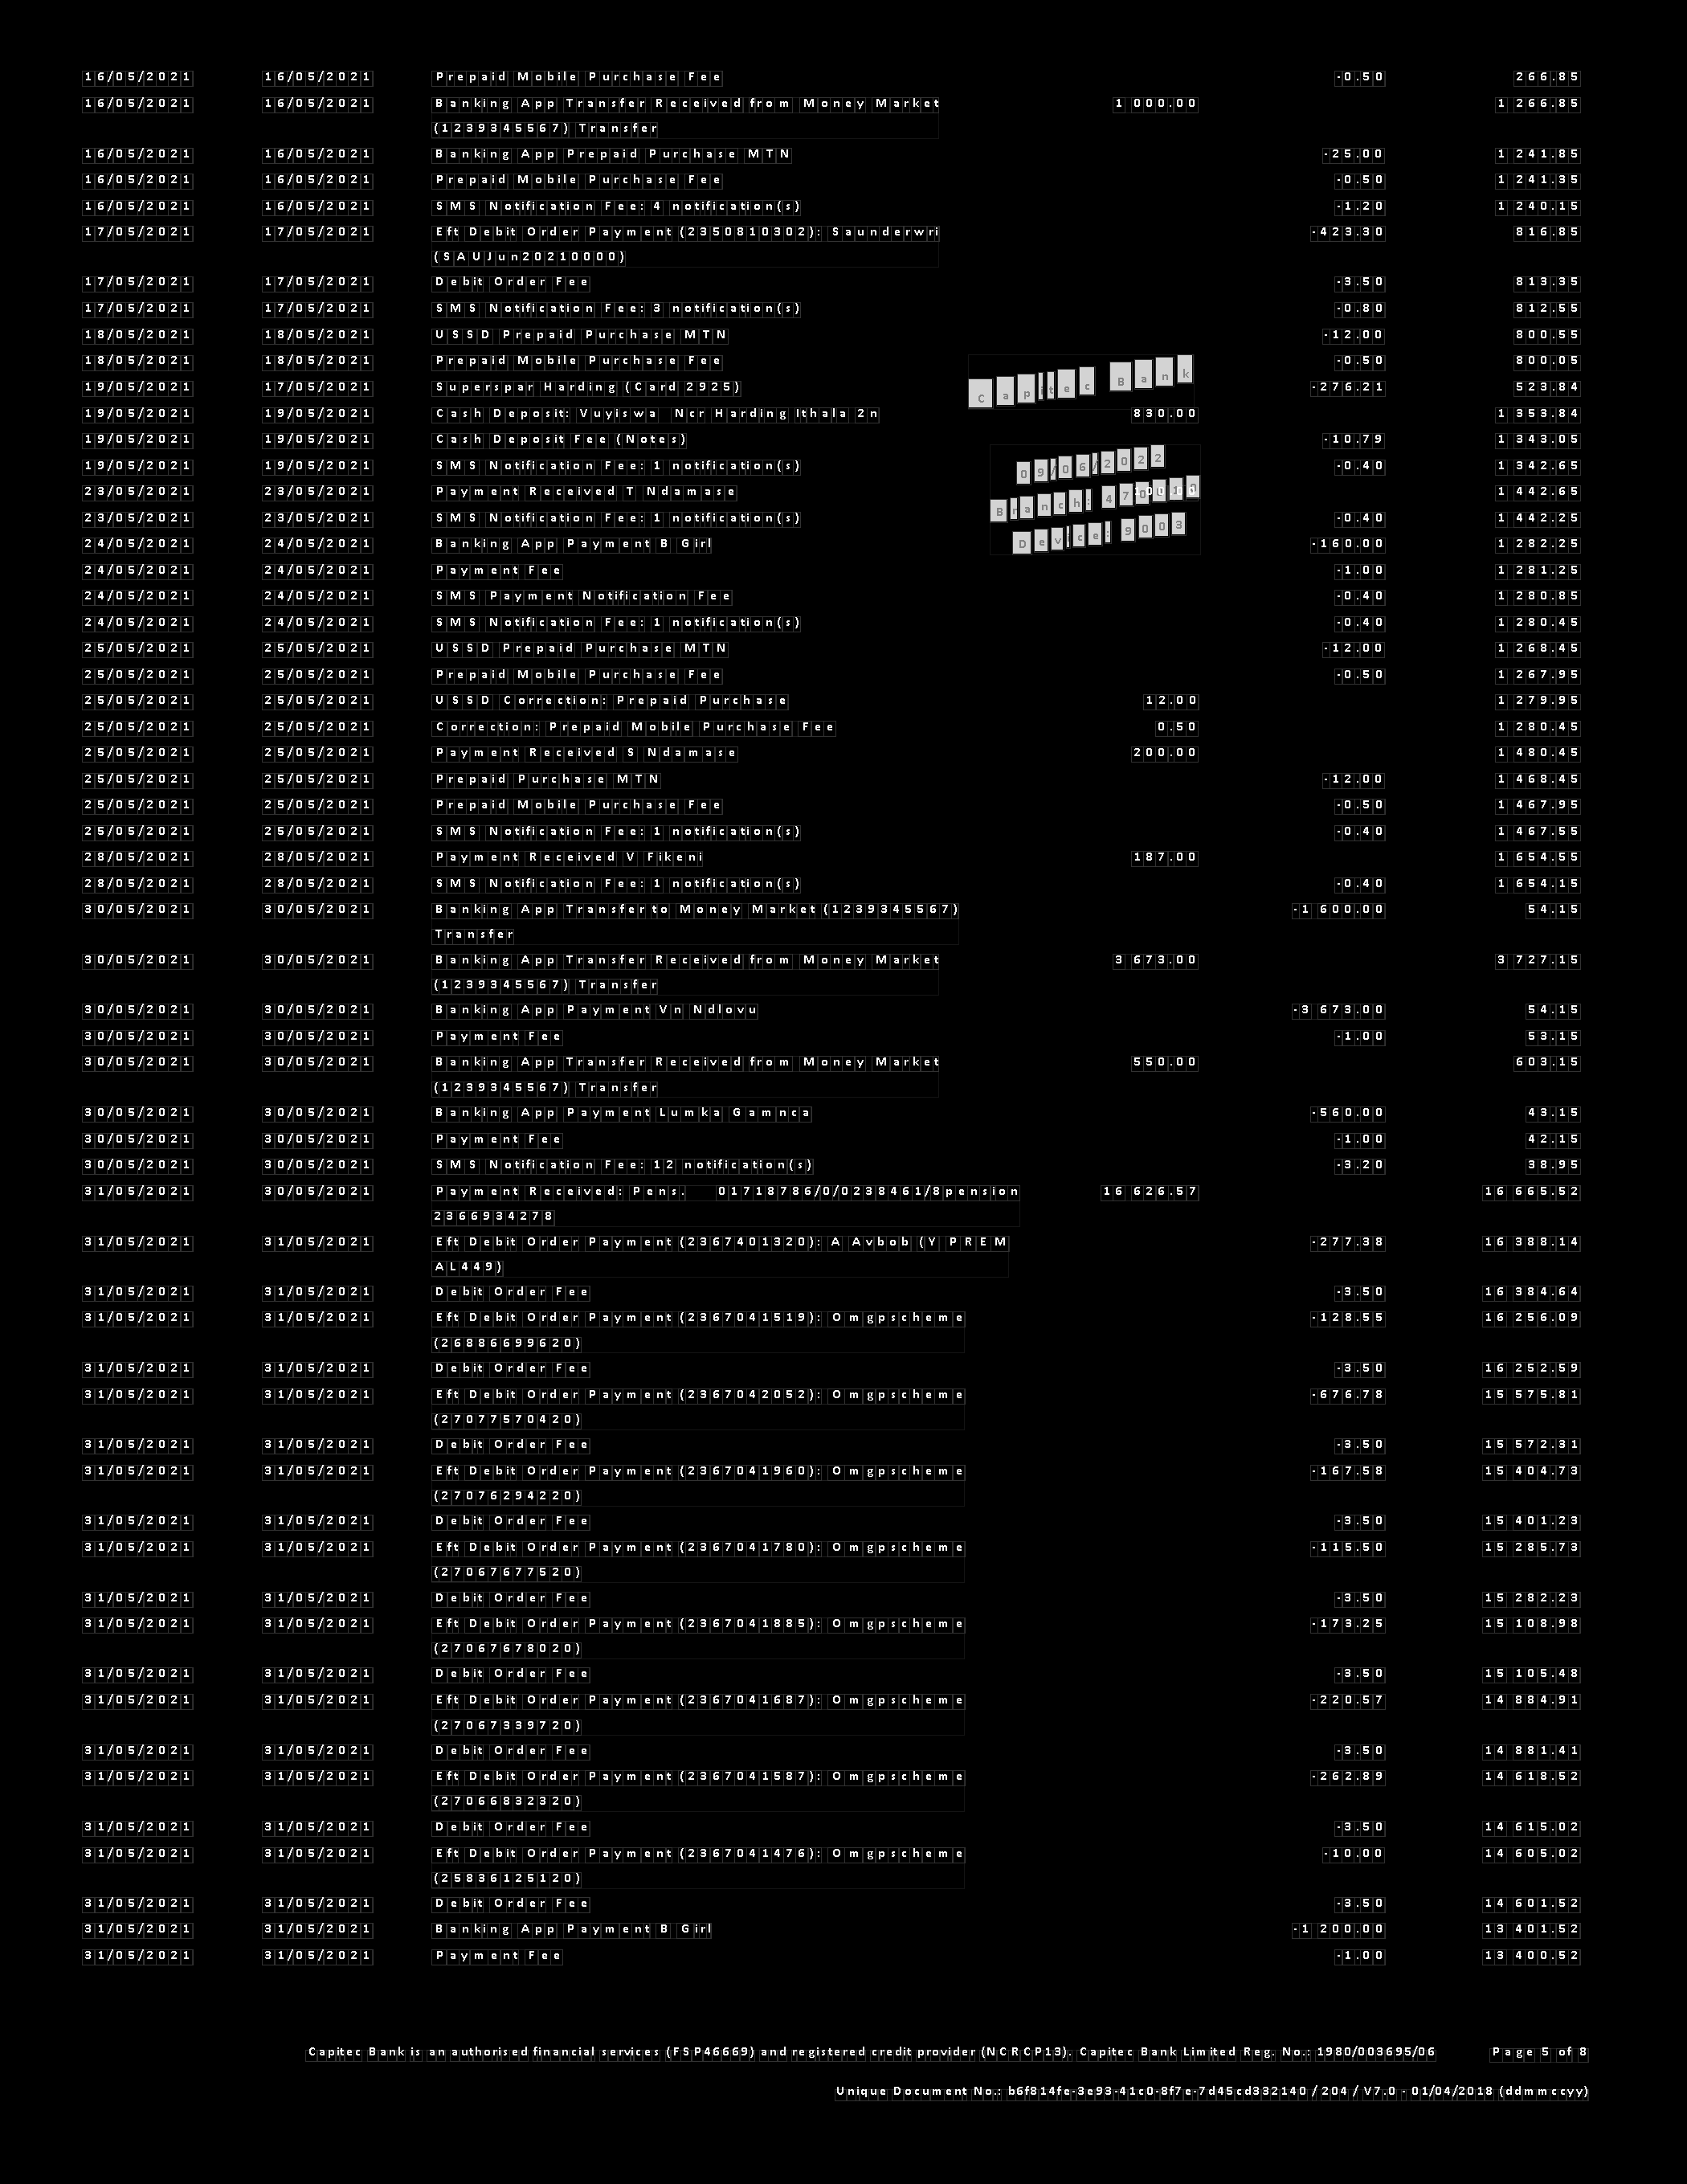 16/05/2021 16/05/2021 Prepaid Mobile Purchase Fee -0.50 266.85
16/05/2021 16/05/2021 Banking App Transfer Received from Money Market 1 000.00 1 266.85
(1239345567) Transfer
16/05/2021 16/05/2021 Banking App Prepaid Purchase MTN -25.00 1 241.85
16/05/2021 16/05/2021 Prepaid Mobile Purchase Fee -0.50 1 241.35
16/05/2021 16/05/2021 SMS Notification Fee: 4 notification(s) -1.20 1 240.15
17/05/2021 17/05/2021 Eft Debit Order Payment (2350810302): Saunderwri -423.30 816.85
(SAUJun20210000)
17/05/2021 17/05/2021 Debit Order Fee -3.50 813.35
17/05/2021 17/05/2021 SMS Notification Fee: 3 notification(s) -0.80 812.55
18/05/2021 18/05/2021 USSD Prepaid Purchase MTN -12.00 800.55
18/05/2021 18/05/2021 Prepaid Mobile Purchase Fee -0.50 800.05
Capitec Bank
19/05/2021 17/05/2021 Superspar Harding (Card 2925) -276.21 523.84
19/05/2021 19/05/2021 Cash Deposit: Vuyiswa Ncr Harding Ithala 2n 830.00 1 353.84
19/05/2021 19/05/2021 Cash Deposit Fee (Notes) -10.79 1 343.05
09/06/2022
19/05/2021 19/05/2021 SMS Notification Fee: 1 notification(s) -0.40 1 342.65
23/05/2021 23/05/2021 Payment Received T Ndamase 100.00 1 442.65
Branch: 470010
23/05/2021 23/05/2021 SMS Notification Fee: 1 notification(s) -0.40 1 442.25
Device: 9003
24/05/2021 24/05/2021 Banking App Payment B Girl -160.00 1 282.25
24/05/2021 24/05/2021 Payment Fee -1.00 1 281.25
24/05/2021 24/05/2021 SMS Payment Notification Fee -0.40 1 280.85
24/05/2021 24/05/2021 SMS Notification Fee: 1 notification(s) -0.40 1 280.45
25/05/2021 25/05/2021 USSD Prepaid Purchase MTN -12.00 1 268.45
25/05/2021 25/05/2021 Prepaid Mobile Purchase Fee -0.50 1 267.95
25/05/2021 25/05/2021 USSD Correction: Prepaid Purchase 12.00 1 279.95
25/05/2021 25/05/2021 Correction: Prepaid Mobile Purchase Fee 0.50 1 280.45
25/05/2021 25/05/2021 Payment Received S Ndamase 200.00 1 480.45
25/05/2021 25/05/2021 Prepaid Purchase MTN -12.00 1 468.45
25/05/2021 25/05/2021 Prepaid Mobile Purchase Fee -0.50 1 467.95
25/05/2021 25/05/2021 SMS Notification Fee: 1 notification(s) -0.40 1 467.55
28/05/2021 28/05/2021 Payment Received V Fikeni 187.00 1 654.55
28/05/2021 28/05/2021 SMS Notification Fee: 1 notification(s) -0.40 1 654.15
30/05/2021 30/05/2021 Banking App Transfer to Money Market (1239345567) -1 600.00 54.15
Transfer
30/05/2021 30/05/2021 Banking App Transfer Received from Money Market 3 673.00 3 727.15
(1239345567) Transfer
30/05/2021 30/05/2021 Banking App Payment Vn Ndlovu -3 673.00 54.15
30/05/2021 30/05/2021 Payment Fee -1.00 53.15
30/05/2021 30/05/2021 Banking App Transfer Received from Money Market 550.00 603.15
(1239345567) Transfer
30/05/2021 30/05/2021 Banking App Payment Lumka Gamnca -560.00 43.15
30/05/2021 30/05/2021 Payment Fee -1.00 42.15
30/05/2021 30/05/2021 SMS Notification Fee: 12 notification(s) -3.20 38.95
31/05/2021 31/05/2021 Payment Received: Pens. 01718786/0/0238461/8pension 16 626.57 16 665.52
2366934278
31/05/2021 31/05/2021 Eft Debit Order Payment (2367401320): A Avbob (Y PREM -277.38 16 388.14
AL449)
31/05/2021 31/05/2021 Debit Order Fee -3.50 16 384.64
31/05/2021 31/05/2021 Eft Debit Order Payment (2367041519): Omgpscheme -128.55 16 256.09
(26886699620)
31/05/2021 31/05/2021 Debit Order Fee -3.50 16 252.59
31/05/2021 31/05/2021 Eft Debit Order Payment (2367042052): Omgpscheme -676.78 15 575.81
(27077570420)
31/05/2021 31/05/2021 Debit Order Fee -3.50 15 572.31
31/05/2021 31/05/2021 Eft Debit Order Payment (2367041960): Omgpscheme -167.58 15 404.73
(27076294220)
31/05/2021 31/05/2021 Debit Order Fee -3.50 15 401.23
31/05/2021 31/05/2021 Eft Debit Order Payment (2367041780): Omgpscheme -115.50 15 285.73
(27067677520)
31/05/2021 31/05/2021 Debit Order Fee -3.50 15 282.23
31/05/2021 31/05/2021 Eft Debit Order Payment (2367041885): Omgpscheme -173.25 15 108.98
(27067678020)
31/05/2021 31/05/2021 Debit Order Fee -3.50 15 105.48
31/05/2021 31/05/2021 Eft Debit Order Payment (2367041687): Omgpscheme -220.57 14 884.91
(27067339720)
31/05/2021 31/05/2021 Debit Order Fee -3.50 14 881.41
31/05/2021 31/05/2021 Eft Debit Order Payment (2367041587): Omgpscheme -262.89 14 618.52
(27066832320)
31/05/2021 31/05/2021 Debit Order Fee -3.50 14 615.02
31/05/2021 31/05/2021 Eft Debit Order Payment (2367041476): Omgpscheme -10.00 14 605.02
(25836125120)
31/05/2021 31/05/2021 Debit Order Fee -3.50 14 601.52
31/05/2021 31/05/2021 Banking App Payment B Girl -1 200.00 13 401.52
31/05/2021 31/05/2021 Payment Fee -1.00 13 400.52
Capitec Bank is an authorised financial services (FSP46669) and registered credit provider (NCRCP13). Capitec Bank Limited Reg. No.: 1980/003695/06 Page 5 of 8
Unique Document No.: b6f814fe-3e93-41c0-8f7e-7d45cd332140 / 204 / V7.0 - 01/04/2018 (ddmmccyy)